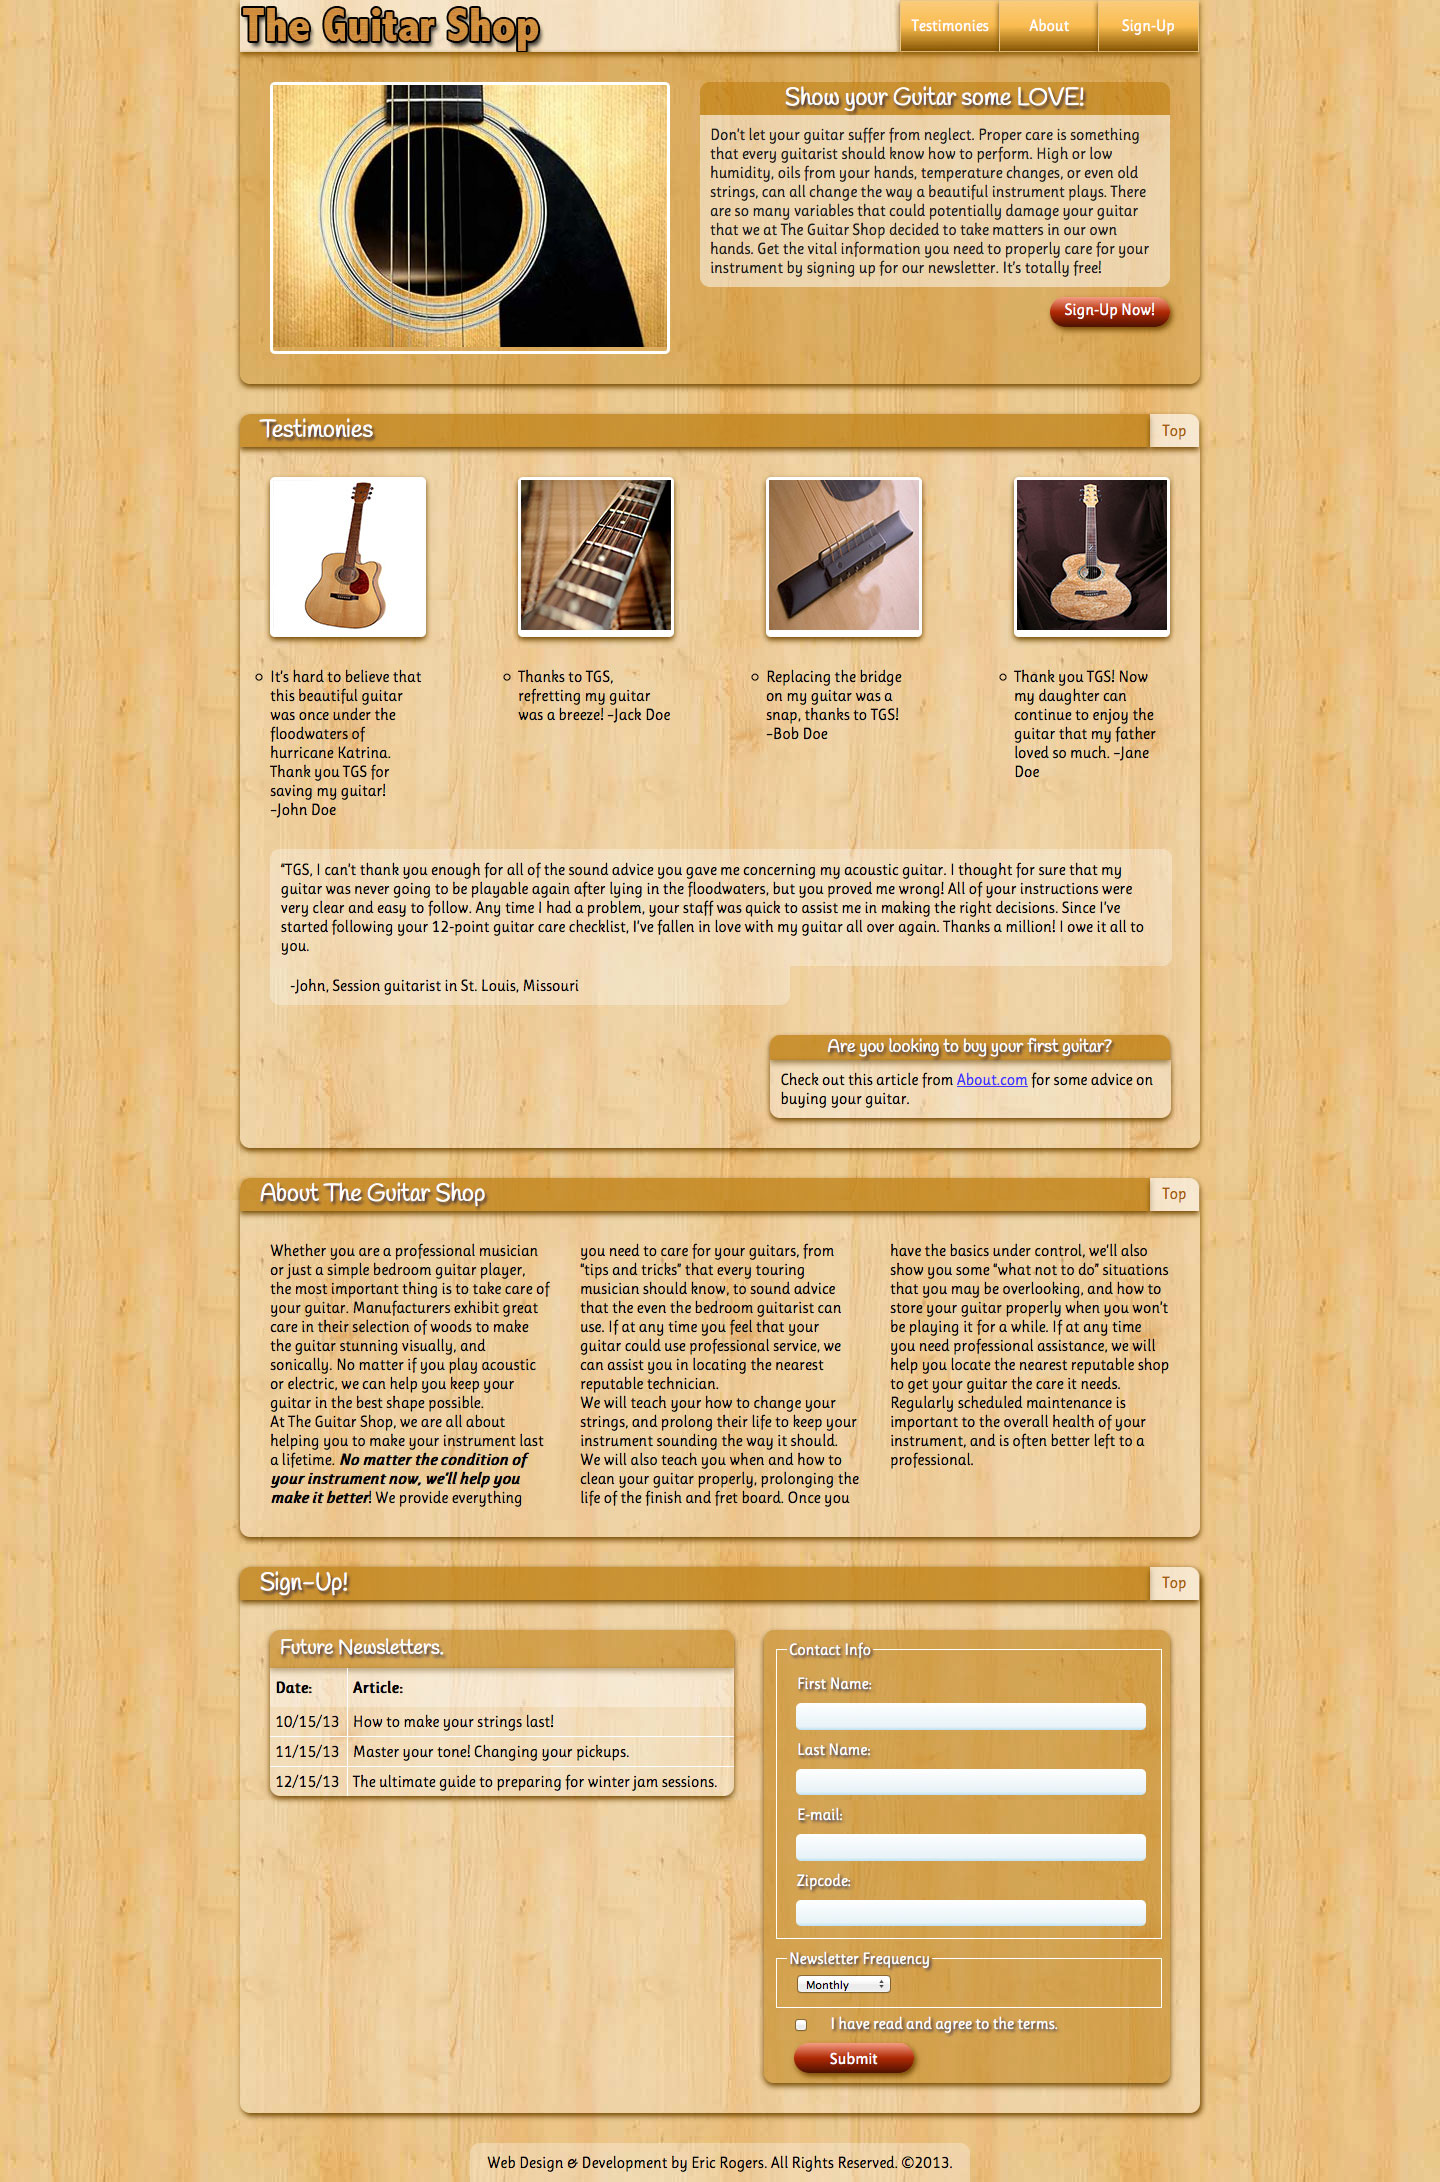 The Guitar Shop
Testimonies
About
Sign-Up
Show your Guitar some LOVE!
Don't let your guitar suffer from neglect. Proper care is something
that every guitarist should know how to perform. High or low
humidity, oils from your hands, temperature changes, or even old
strings, can all change the way a beautiful instrument plays. There
are so many variables that could potentially damage your guitar
that we at The Guitar Shop decided to take matters in our own
hands. Get the vital information you need to properly care for your
instrument by signing up for our newsletter. It's totally free!
Sign-Up Now!
Testimonies
Top
It's hard to believe that
this beautiful guitar
was once under the
floodwaters of
hurricane Katrina.
Thank you TGS for
saving my guitar!
–John Doe
Thanks to TGS,
refretting my guitar
was a breeze! –Jack Doe
Replacing the bridge
on my guitar was a
snap, thanks to TGS!
–Bob Doe
Thank you TGS! Now
my daughter can
continue to enjoy the
guitar that my father
loved so much. –Jane
Doe
“TGS, I can't thank you enough for all of the sound advice you gave me concerning my acoustic guitar. I thought for sure that my
guitar was never going to be playable again after lying in the floodwaters, but you proved me wrong! All of your instructions were
very clear and easy to follow. Any time I had a problem, your staff was quick to assist me in making the right decisions. Since I've
started following your 12-point guitar care checklist, I've fallen in love with my guitar all over again. Thanks a million! I owe it all to
you.
-John, Session guitarist in St. Louis, Missouri
Are you looking to buy your first guitar?
Check out this article from About.com for some advice on
buying your guitar.
About The Guitar Shop
Top
Whether you are a professional musician
or just a simple bedroom guitar player,
the most important thing is to take care of
your guitar. Manufacturers exhibit great
care in their selection of woods to make
the guitar stunning visually, and
sonically. No matter if you play acoustic
or electric, we can help you keep your
guitar in the best shape possible.
At The Guitar Shop, we are all about
helping you to make your instrument last
a lifetime. No matter the condition of
your instrument now, we'll help you
make it better! We provide everything
you need to care for your guitars, from
“tips and tricks” that every touring
musician should know, to sound advice
that the even the bedroom guitarist can
use. If at any time you feel that your
guitar could use professional service, we
can assist you in locating the nearest
reputable technician.
We will teach your how to change your
strings, and prolong their life to keep your
instrument sounding the way it should.
We will also teach you when and how to
clean your guitar properly, prolonging the
life of the finish and fret board. Once you
have the basics under control, we'll also
show you some “what not to do” situations
that you may be overlooking, and how to
store your guitar properly when you won't
be playing it for a while. If at any time
you need professional assistance, we will
help you locate the nearest reputable shop
to get your guitar the care it needs.
Regularly scheduled maintenance is
important to the overall health of your
instrument, and is often better left to a
professional.
Sign-Up!
Top
Future Newsletters.
Date: Article:
10/15/13 How to make your strings last!
11/15/13 Master your tone! Changing your pickups.
12/15/13 The ultimate guide to preparing for winter jam sessions.
Contact Info
First Name:
Last Name:
E-mail:
Zipcode:
Newsletter Frequency
Monthly
I have read and agree to the terms.
Submit
Web Design & Development by Eric Rogers. All Rights Reserved. ©2013.